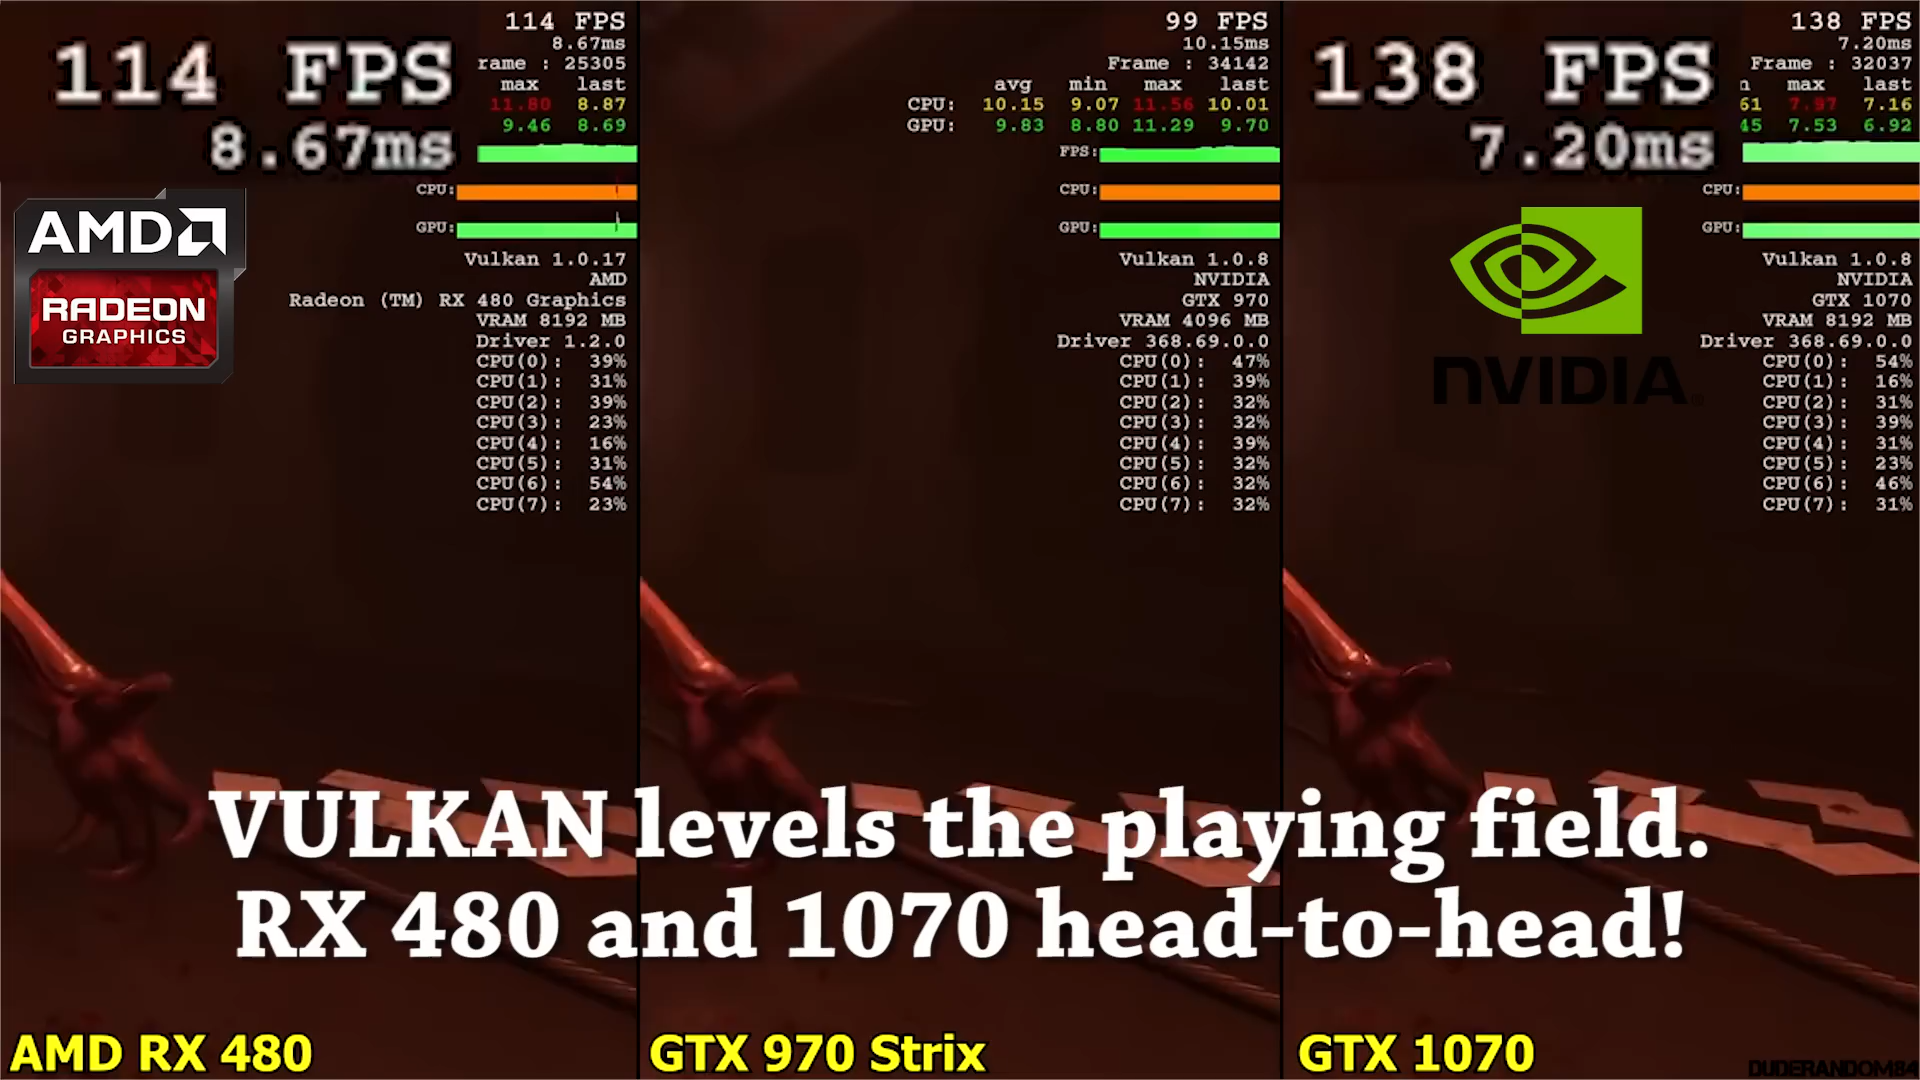 114 FPS
8.67ms
114 FPS
8.67ms
rame : 25305
max last
11.80 8.87
9.46 8.69
CPU:
GPU:
Vulkan 1.0.17
AMD
Radeon (TM) RX 480 Graphics
VRAM 8192 MB
Driver 1.2.0
CPU(0): 39%
CPU(1): 31%
CPU(2): 39%
CPU(3): 23%
CPU(4): 16%
CPU(5): 31%
CPU(6): 54%
CPU(7): 23%
AMD
RADEON
GRAPHICS
99 FPS
10.15ms
Frame : 34142
avg min max last
CPU: 10.15 9.07 11.56 10.01
GPU: 9.83 8.80 11.29 9.70
FPS:
CPU:
GPU:
Vulkan 1.0.8
NVIDIA
GTX 970
VRAM 4096 MB
Driver 368.69.0.0
CPU(0): 47%
CPU(1): 39%
CPU(2): 32%
CPU(3): 32%
CPU(4): 39%
CPU(5): 32%
CPU(6): 32%
CPU(7): 32%
138 FPS
7.20ms
138 FPS
7.20ms
Frame : 32037
n max last
61 7.97 7.16
45 7.53 6.92
CPU:
GPU:
Vulkan 1.0.8
NVIDIA
GTX 1070
VRAM 8192 MB
Driver 368.69.0.0
CPU(0): 54%
CPU(1): 16%
CPU(2): 31%
CPU(3): 39%
CPU(4): 31%
CPU(5): 23%
CPU(6): 46%
CPU(7): 31%
NVIDIA
VULKAN levels the playing field.
RX 480 and 1070 head-to-head!
AMD RX 480
GTX 970 Strix
GTX 1070
DUDERANDOM84